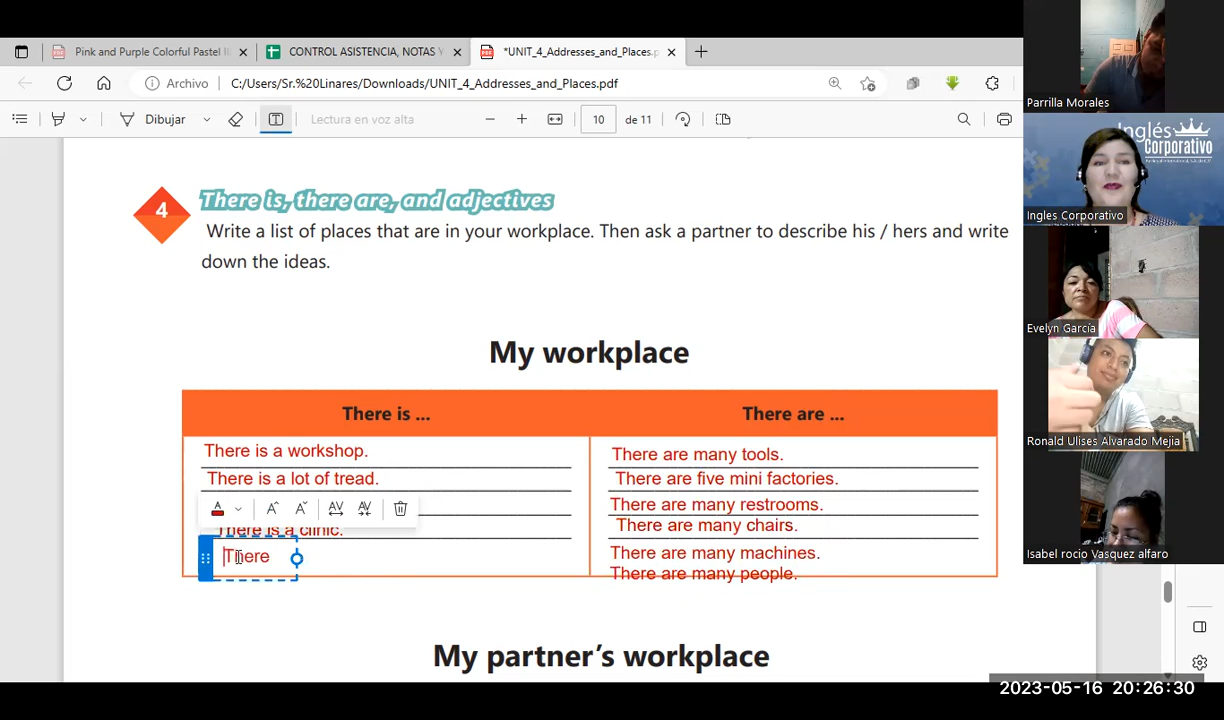 Pink and Purple Colorful Pastel Il
CONTROL ASISTENCIA, NOTAS Y
*UNIT_4_Addresses_and_Places.p
Archivo
C:/Users/Sr.%20Linares/Downloads/UNIT_4_Addresses_and_Places.pdf
Dibujar
Lectura en voz alta
10
de 11
4
There is, there are, and adjectives
Write a list of places that are in your workplace. Then ask a partner to describe his / hers and write
down the ideas.
My workplace
There is ...
There are ...
There is a workshop.
There are many tools.
There is a lot of tread.
There are five mini factories.
There are many restrooms.
There is a clinic.
There are many chairs.
There
There are many machines.
There are many people.
My partner's workplace
Parrilla Morales
Inglés
Corporativo
Ingles Corporativo
Evelyn García
Ronald Ulises Alvarado Mejia
Isabel rocio Vasquez alfaro
2023-05-16 20:26:30